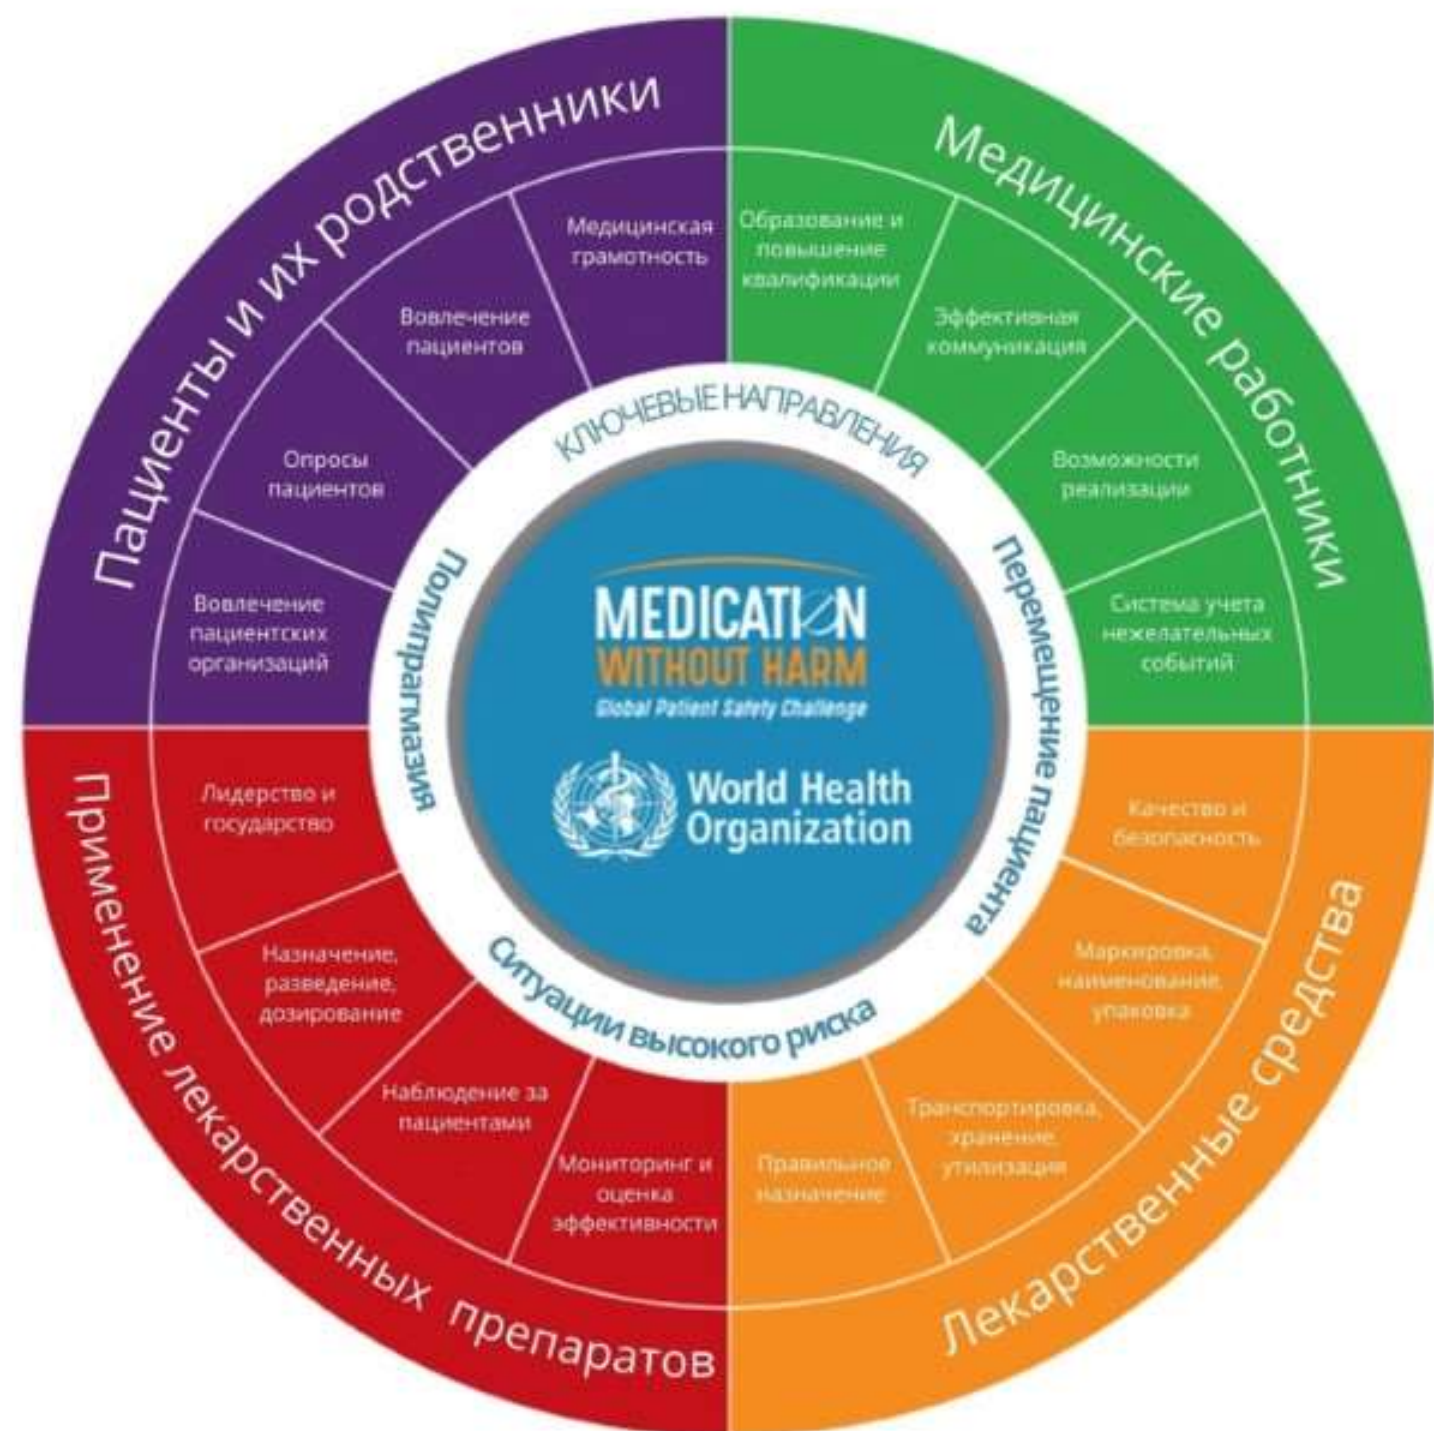 Пациенты и их родственники
Медицинские работники
Медицинская
грамотность
Вовлечение
пациентов
Опросы
пациентов
Вовлечение
пациентских
организаций
Образование и
повышение
квалификации
Эффективная
коммуникация
Возможности
реализации
Система учета
нежелательных
событий
КЛЮЧЕВЫЕ НАПРАВЛЕНИЯ
Полипрагмазия
Перемещение пациента
Ситуации высокого риска
MEDICATION
WITHOUT HARM
Global Patient Safety Challenge
World Health
Organization
Лидерство и
государство
Назначение,
разведение,
дозирование
Наблюдение за
пациентами
Мониторинг и
оценка
эффективности
Качество и
безопасность
Маркировка,
наименование,
упаковка
Транспортировка,
хранение,
утилизация
Правильное
назначение
Применение лекарственных препаратов
Лекарственные средства